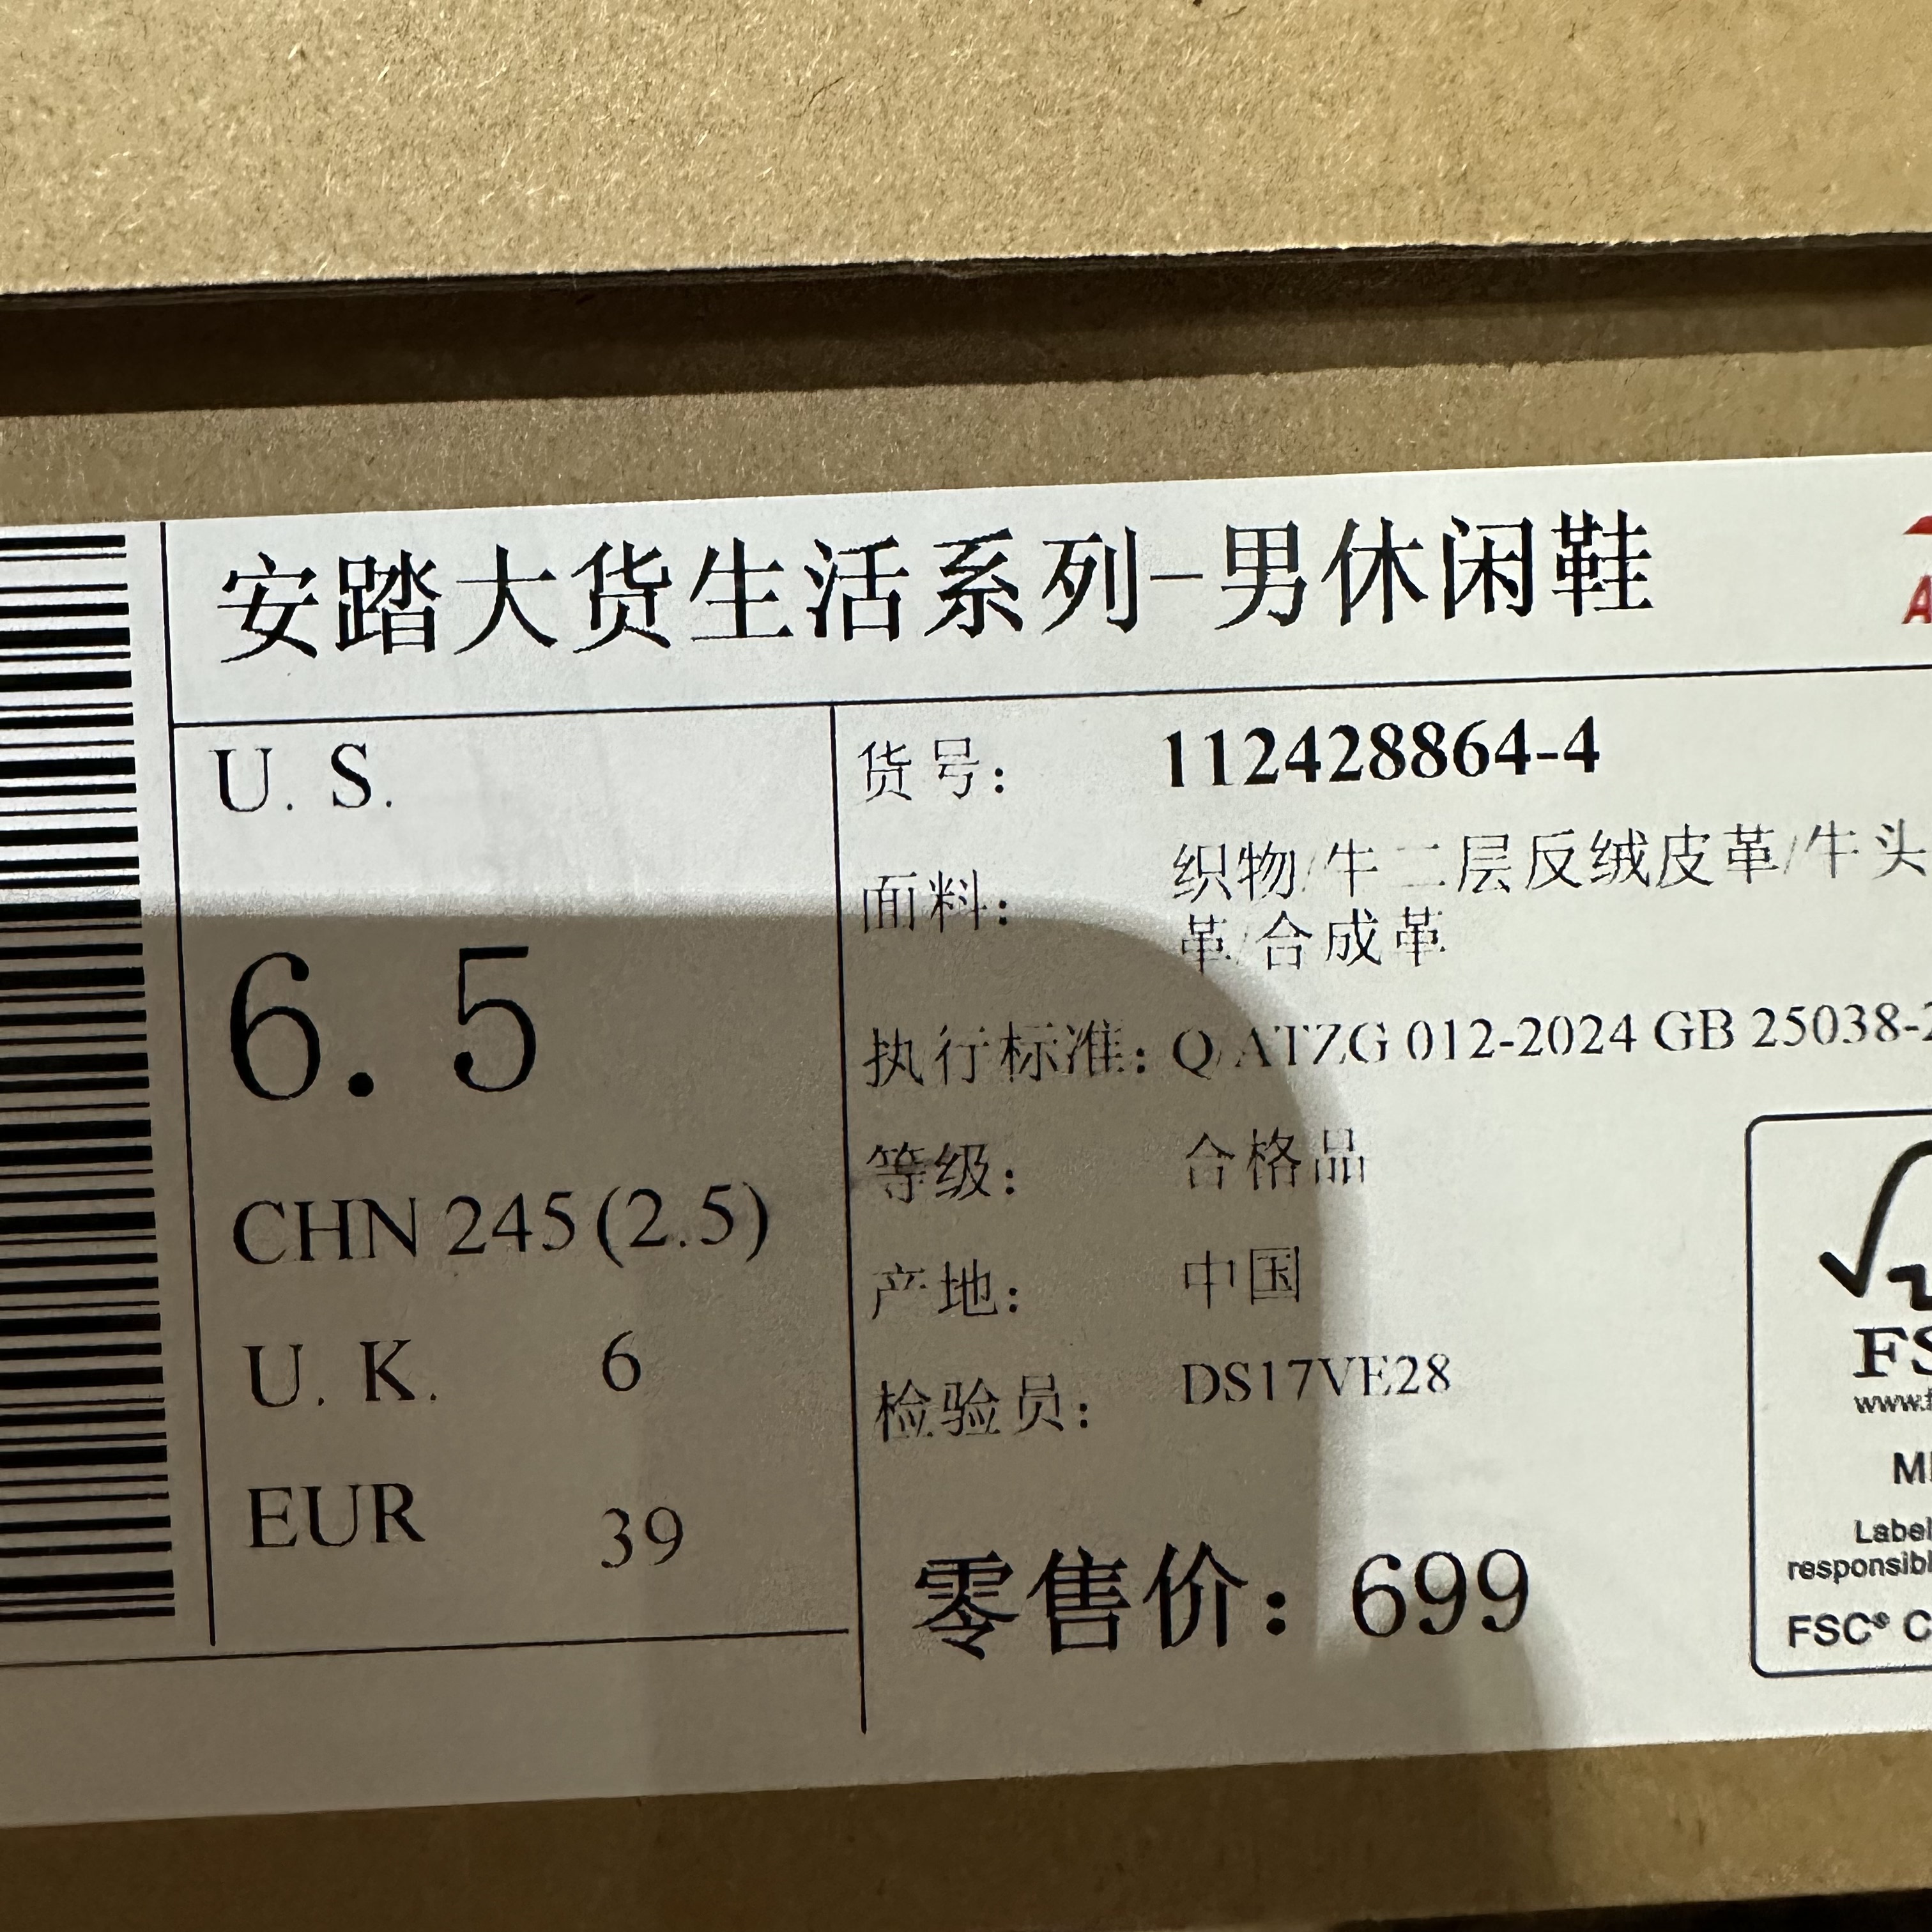 安踏大货生活系列-男休闲鞋
A
U. S.
6. 5
CHN 245(2.5)
U. K. 6
EUR 39
货号: 112428864-4
面料: 织物/牛二层反绒皮革/牛头
革/合成革
执行标准: Q/ATZG 012-2024 GB 25038-2
等级: 合格品
产地: 中国
检验员: DS17VE28
零售价: 699
FS
www.f
Label
responsibl
FSC® C